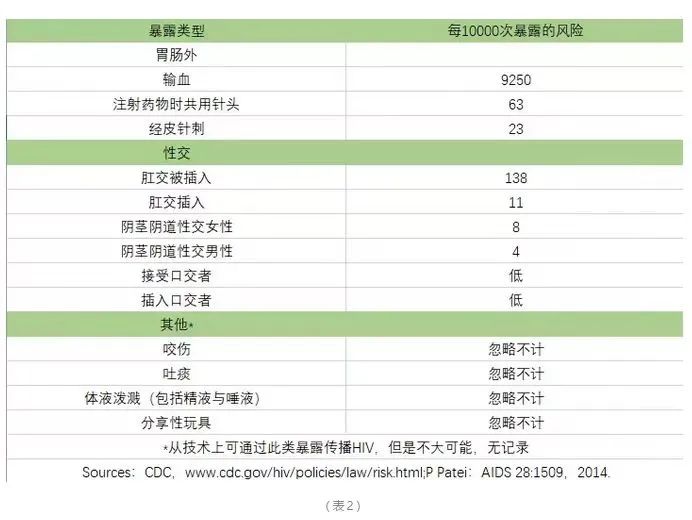 暴露类型 每10000次暴露的风险
胃肠外
输血 9250
注射药物时共用针头 63
经皮针刺 23
性交
肛交被插入 138
肛交插入 11
阴茎阴道性交女性 8
阴茎阴道性交男性 4
接受口交者 低
插入口交者 低
其他*
咬伤 忽略不计
吐痰 忽略不计
体液泼溅（包括精液与唾液） 忽略不计
分享性玩具 忽略不计
*从技术上可通过此类暴露传播HIV，但是不大可能，无记录
Sources：CDC，www.cdc.gov/hiv/policies/law/risk.html;P Patei：AIDS 28:1509，2014.
（表2）